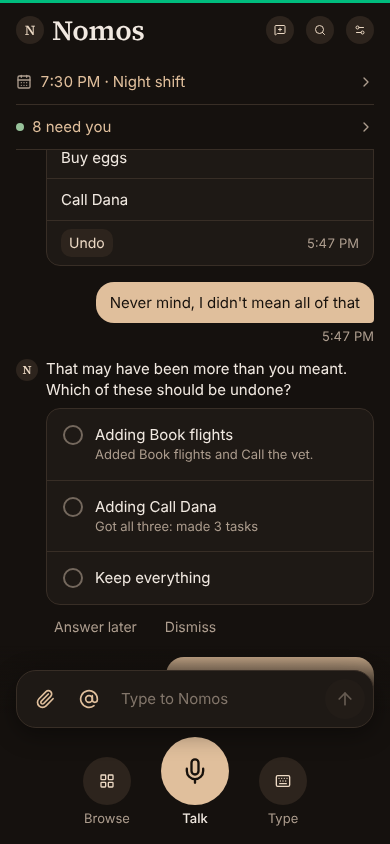 N Nomos
7:30 PM · Night shift
8 need you
Buy eggs
Call Dana
Undo 5:47 PM
Never mind, I didn't mean all of that
5:47 PM
N That may have been more than you meant.
Which of these should be undone?
Adding Book flights
Added Book flights and Call the vet.
Adding Call Dana
Got all three: made 3 tasks
Keep everything
Answer later Dismiss
@ Type to Nomos
Browse Talk Type